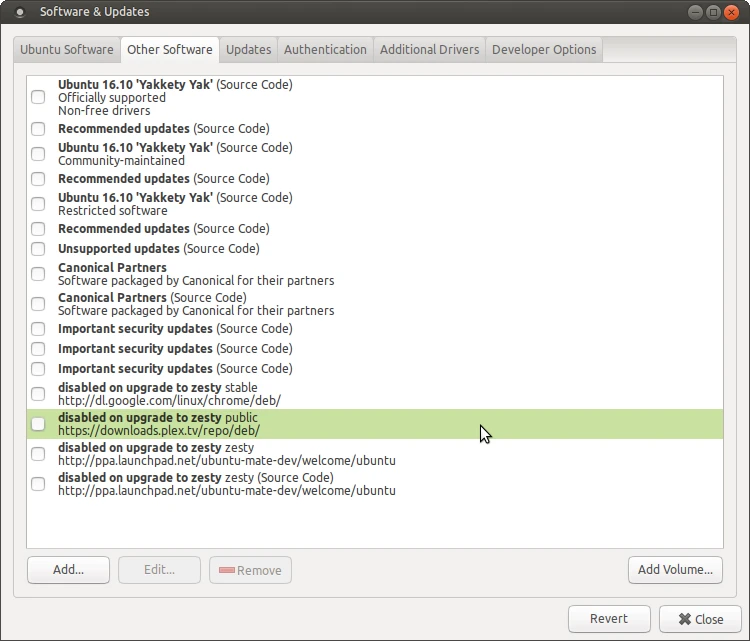 Software & Updates
Ubuntu Software
Other Software
Updates
Authentication
Additional Drivers
Developer Options
Ubuntu 16.10 'Yakkety Yak' (Source Code)
Officially supported
Non-free drivers
Recommended updates (Source Code)
Ubuntu 16.10 'Yakkety Yak' (Source Code)
Community-maintained
Recommended updates (Source Code)
Ubuntu 16.10 'Yakkety Yak' (Source Code)
Restricted software
Recommended updates (Source Code)
Unsupported updates (Source Code)
Canonical Partners
Software packaged by Canonical for their partners
Canonical Partners (Source Code)
Software packaged by Canonical for their partners
Important security updates (Source Code)
Important security updates (Source Code)
Important security updates (Source Code)
disabled on upgrade to zesty stable
http://dl.google.com/linux/chrome/deb/
disabled on upgrade to zesty public
https://downloads.plex.tv/repo/deb/
disabled on upgrade to zesty zesty
http://ppa.launchpad.net/ubuntu-mate-dev/welcome/ubuntu
disabled on upgrade to zesty zesty (Source Code)
http://ppa.launchpad.net/ubuntu-mate-dev/welcome/ubuntu
Add...
Edit...
Remove
Add Volume...
Revert
Close